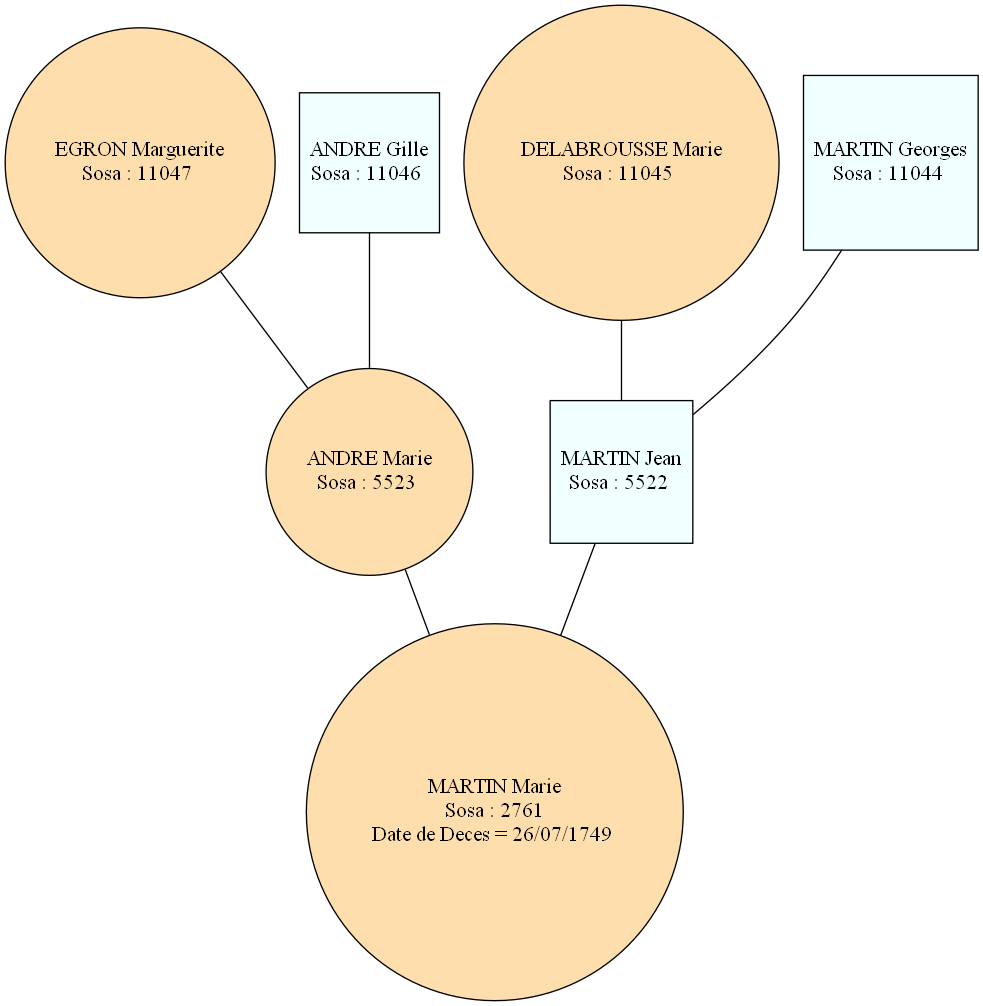 EGRON Marguerite
Sosa : 11047
ANDRE Gille
Sosa : 11046
DELABROUSSE Marie
Sosa : 11045
MARTIN Georges
Sosa : 11044
ANDRE Marie
Sosa : 5523
MARTIN Jean
Sosa : 5522
MARTIN Marie
Sosa : 2761
Date de Deces = 26/07/1749